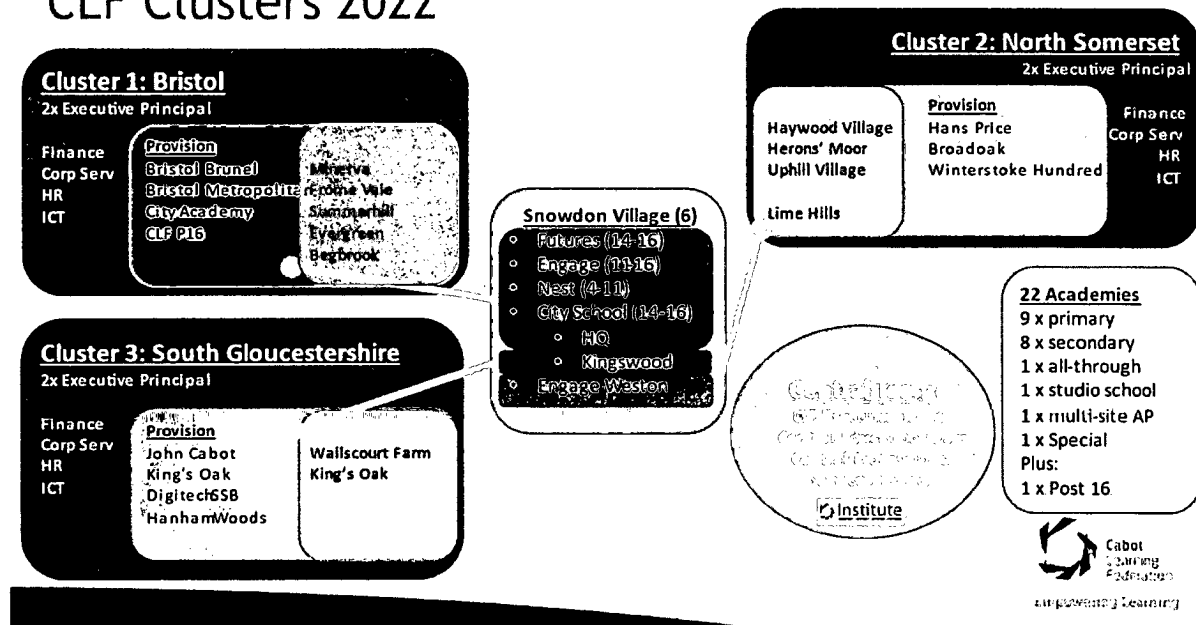 CLF Clusters 2022
Cluster 1: Bristol
2x Executive Principal
Finance
Corp Serv
HR
ICT
Provision
Bristol Brunel
Bristol Metropolitan
City Academy
CLF P16
Minerva
Frome Vale
Summerhill
Evergreen
Begbrook
Cluster 2: North Somerset
2x Executive Principal
Haywood Village
Herons' Moor
Uphill Village
Lime Hills
Provision
Hans Price
Broadoak
Winterstoke Hundred
Finance
Corp Serv
HR
ICT
Snowdon Village (6)
Futures (14-16)
Engage (11-16)
Nest (4-11)
City School (14-16)
HQ
Kingswood
Engage Weston
Cluster 3: South Gloucestershire
2x Executive Principal
Finance
Corp Serv
HR
ICT
Provision
John Cabot
King's Oak
DigitechSSB
HanhamWoods
Wallscourt Farm
King's Oak
Institute
22 Academies
9 x primary
8 x secondary
1 x all-through
1 x studio school
1 x multi-site AP
1 x Special
Plus:
1 x Post 16
Cabot
Learning
Federation
Empowering Learning